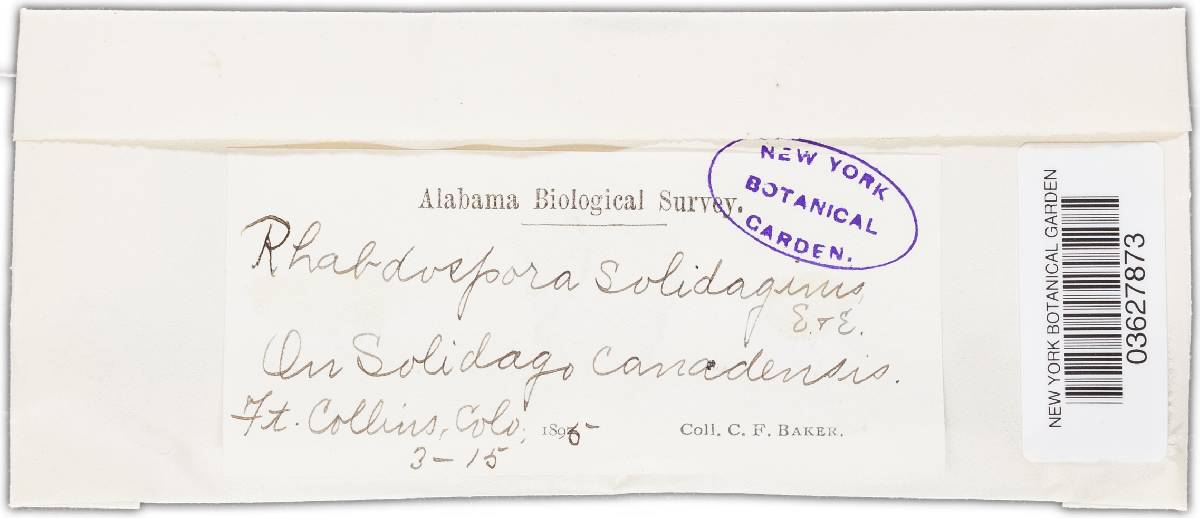 Alabama Biological Survey.
NEW YORK
BOTANICAL
GARDEN.
Rhabdospora Solidaginis
E. & E.
On Solidago canadensis.
Ft. Collins, Colo, 1895 Coll. C. F. BAKER.
3-15
NEW YORK BOTANICAL GARDEN
03627873